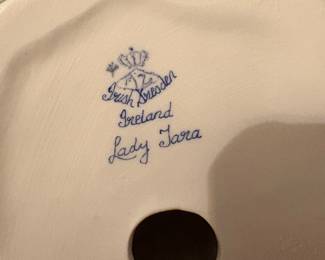 Irish Dresden
Ireland
Lady Tara